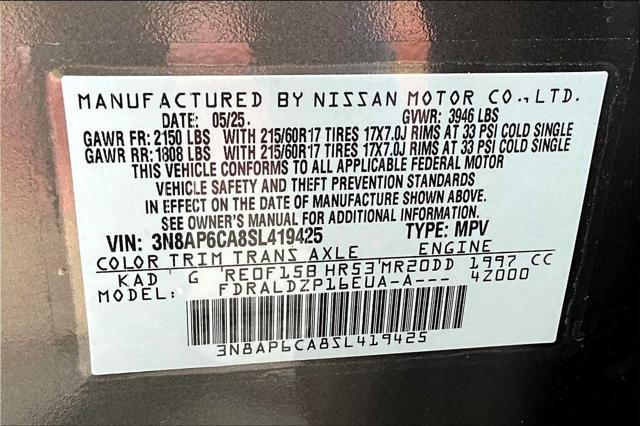 MANUFACTURED BY NISSAN MOTOR CO.,LTD.
DATE: 05/25. GVWR: 3946 LBS
GAWR FR: 2150 LBS WITH 215/60R17 TIRES 17X7.0J RIMS AT 33 PSI COLD SINGLE
GAWR RR: 1808 LBS WITH 215/60R17 TIRES 17X7.0J RIMS AT 33 PSI COLD SINGLE
THIS VEHICLE CONFORMS TO ALL APPLICABLE FEDERAL MOTOR
VEHICLE SAFETY AND THEFT PREVENTION STANDARDS
IN EFFECT ON THE DATE OF MANUFACTURE SHOWN ABOVE.
SEE OWNER'S MANUAL FOR ADDITIONAL INFORMATION.
VIN: 3N8AP6CA8SL419425 TYPE: MPV
COLOR TRIM TRANS AXLE ENGINE
KAD G 'RE0F15B HR53'MR20DD 1997 CC
MODEL: FDRALDZP16EUA-A--- 4Z000
3N8AP6CA8SL419425